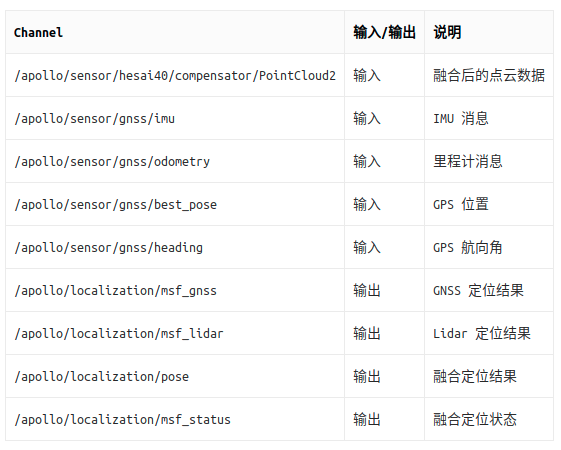 Channel 输入/输出 说明
/apollo/sensor/hesai40/compensator/PointCloud2 输入 融合后的点云数据
/apollo/sensor/gnss/imu 输入 IMU 消息
/apollo/sensor/gnss/odometry 输入 里程计消息
/apollo/sensor/gnss/best_pose 输入 GPS 位置
/apollo/sensor/gnss/heading 输入 GPS 航向角
/apollo/localization/msf_gnss 输出 GNSS 定位结果
/apollo/localization/msf_lidar 输出 Lidar 定位结果
/apollo/localization/pose 输出 融合定位结果
/apollo/localization/msf_status 输出 融合定位状态